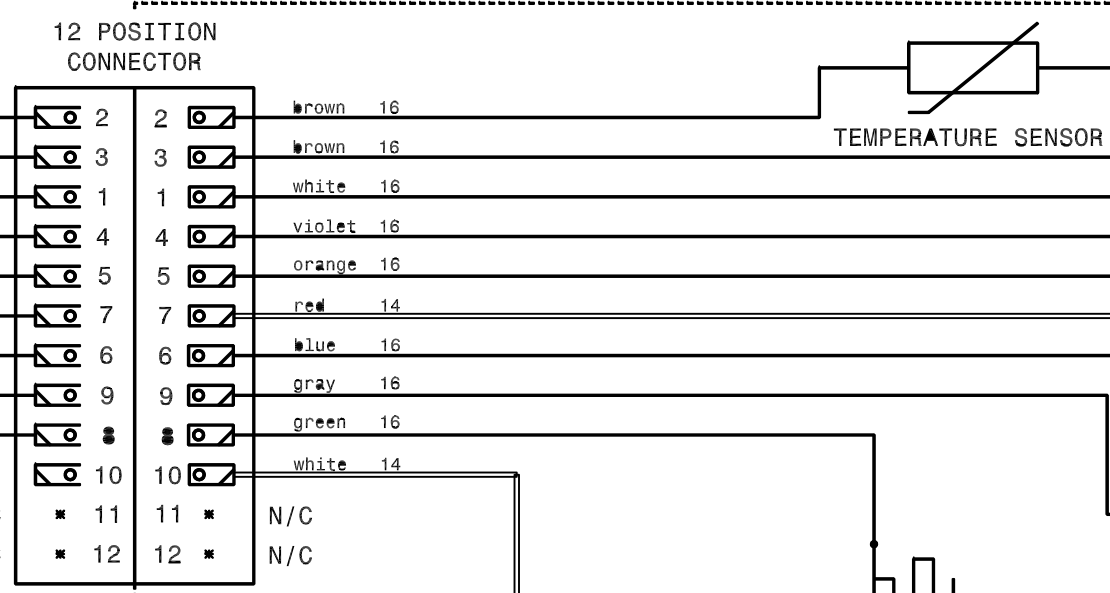 12 POSITION
CONNECTOR
TEMPERATURE SENSOR
2 2 brown 16
3 3 brown 16
1 1 white 16
4 4 violet 16
5 5 orange 16
7 7 red 14
6 6 blue 16
9 9 gray 16
8 8 green 16
10 10 white 14
* 11 11 * N/C
* 12 12 * N/C